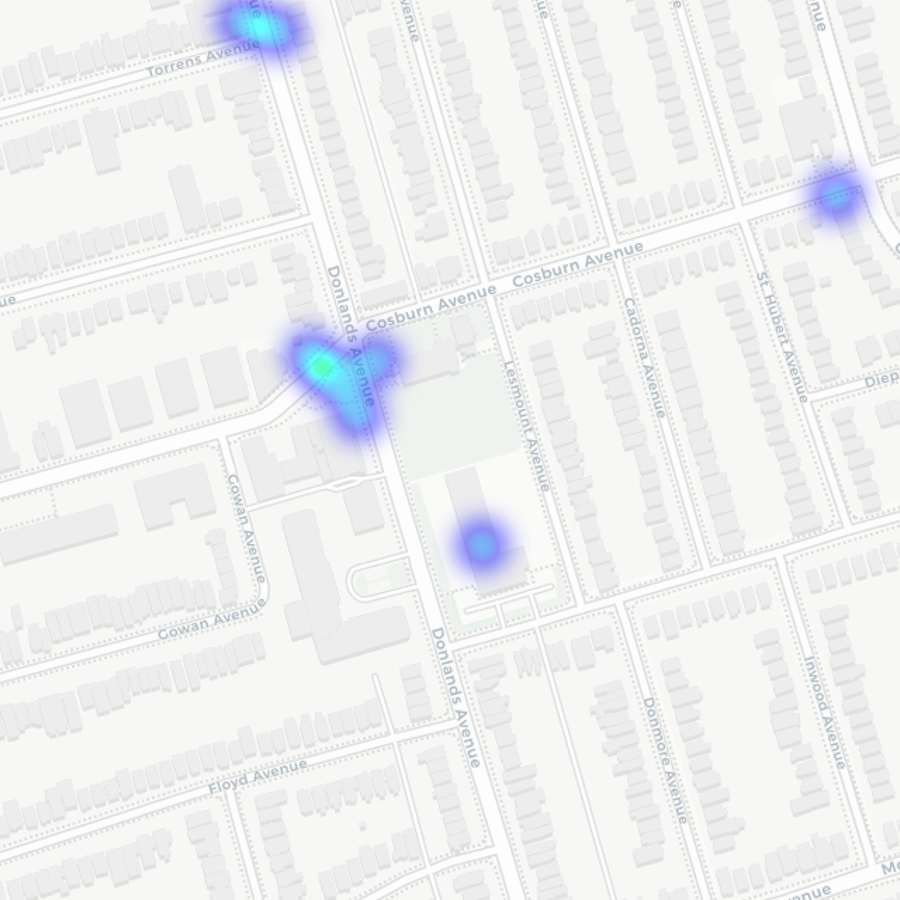 Torrens Avenue
Donlands Avenue
Cosburn Avenue
Cosburn Avenue
Lesmount Avenue
Cadorna Avenue
St. Hubert Avenue
Gowan Avenue
Gowan Avenue
Donlands Avenue
Floyd Avenue
Donmore Avenue
Inwood Avenue